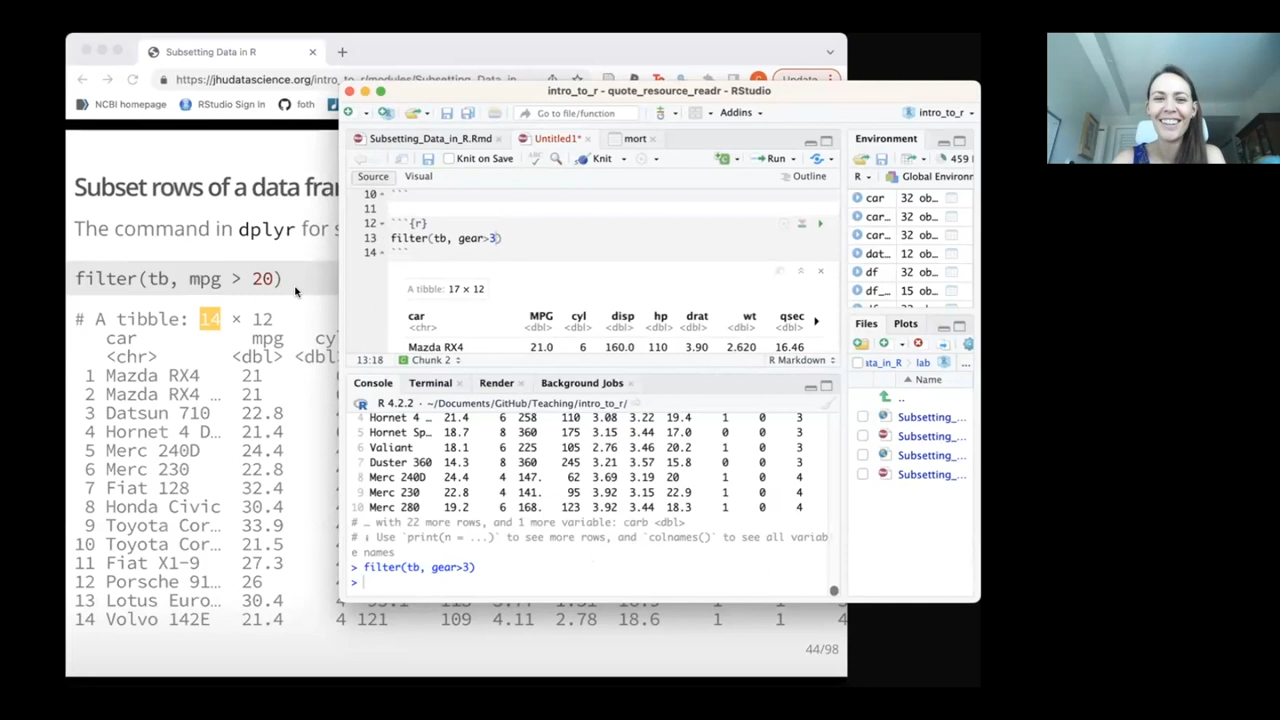 Subsetting Data in R
https://jhudatascience.org/intro_to_r/modules/Subsetting_Data_in
Update
NCBI homepage
RStudio Sign In
foth
Subset rows of a data fra
The command in dplyr for
filter(tb, mpg > 20)
# A tibble: 14 × 12
car mpg cy
<chr> <dbl> <dbl
1 Mazda RX4 21
2 Mazda RX4 … 21
3 Datsun 710 22.8
4 Hornet 4 D… 21.4
5 Merc 240D 24.4
6 Merc 230 22.8
7 Fiat 128 32.4
8 Honda Civic 30.4
9 Toyota Cor… 33.9
10 Toyota Cor… 21.5
11 Fiat X1-9 27.3
12 Porsche 91… 26
13 Lotus Euro… 30.4
14 Volvo 142E 21.4 4 121 109 4.11 2.78 18.6 1 1 4
44/98
intro_to_r - quote_resource_readr - RStudio
Go to file/function
Addins
intro_to_r
Subsetting_Data_in_R.Rmd
Untitled1*
mort
Knit on Save
Knit
Run
Source
Visual
Outline
10 ```
11
12 ```{r}
13 filter(tb, gear>3)
14 ```
A tibble: 17 × 12
car MPG cyl disp hp drat wt qsec
<chr> <dbl> <dbl> <dbl> <dbl> <dbl> <dbl> <dbl>
Mazda RX4 21.0 6 160.0 110 3.90 2.620 16.46
13:18
Chunk 2
R Markdown
Console
Terminal
Render
Background Jobs
R 4.2.2 · ~/Documents/GitHub/Teaching/intro_to_r/
4 Hornet 4 … 21.4 6 258 110 3.08 3.22 19.4 1 0 3
5 Hornet Sp… 18.7 8 360 175 3.15 3.44 17.0 0 0 3
6 Valiant 18.1 6 225 105 2.76 3.46 20.2 1 0 3
7 Duster 360 14.3 8 360 245 3.21 3.57 15.8 0 0 3
8 Merc 240D 24.4 4 147. 62 3.69 3.19 20 1 0 4
9 Merc 230 22.8 4 141. 95 3.92 3.15 22.9 1 0 4
10 Merc 280 19.2 6 168. 123 3.92 3.44 18.3 1 0 4
# … with 22 more rows, and 1 more variable: carb <dbl>
# ℹ Use `print(n = ...)` to see more rows, and `colnames()` to see all variabl
e names
> filter(tb, gear>3)
>
Environment
459
R
Global Environm
car 32 ob…
car… 32 ob…
car… 32 ob…
dat… 12 ob…
df 32 ob…
df_… 15 ob…
Files
Plots
ata_in_R
lab
...
Name
..
Subsetting_…
Subsetting_…
Subsetting_…
Subsetting_…